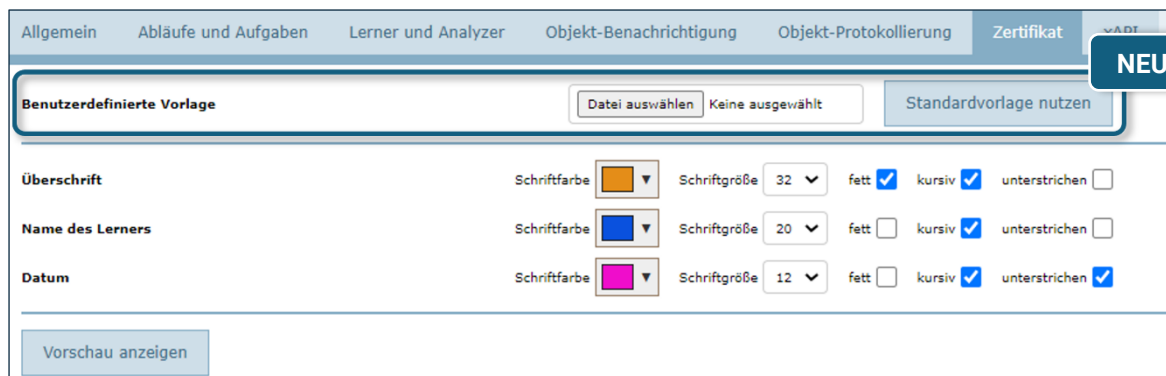 Allgemein Abläufe und Aufgaben Lerner und Analyzer Objekt-Benachrichtigung Objekt-Protokollierung Zertifikat xAPI
NEU
Benutzerdefinierte Vorlage Datei auswählen Keine ausgewählt Standardvorlage nutzen
Überschrift Schriftfarbe Schriftgröße 32 fett kursiv unterstrichen
Name des Lerners Schriftfarbe Schriftgröße 20 fett kursiv unterstrichen
Datum Schriftfarbe Schriftgröße 12 fett kursiv unterstrichen
Vorschau anzeigen